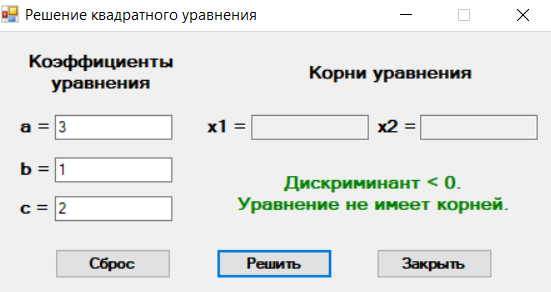 Решение квадратного уравнения
Коэффициенты
уравнения
Корни уравнения
a = 3
x1 =
x2 =
b = 1
c = 2
Дискриминант < 0.
Уравнение не имеет корней.
Сброс
Решить
Закрыть